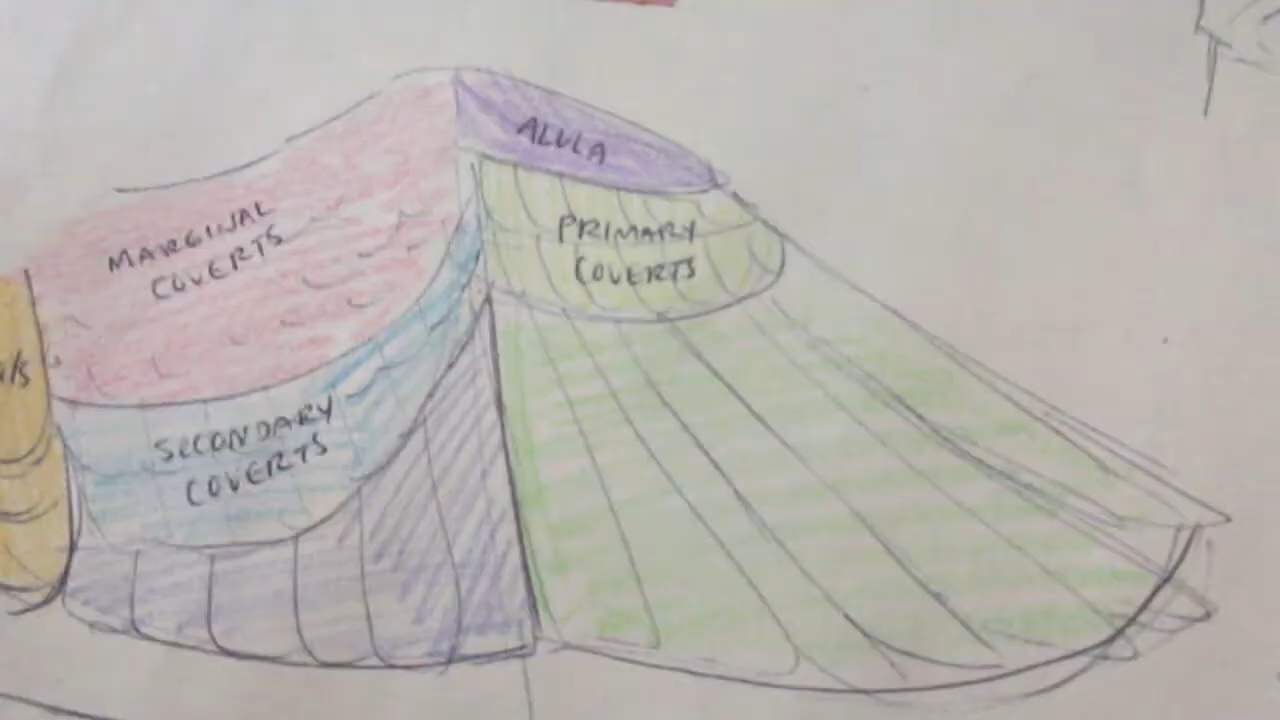 ALULA
PRIMARY
COVERTS
MARGINAL
COVERTS
SECONDARY
COVERTS